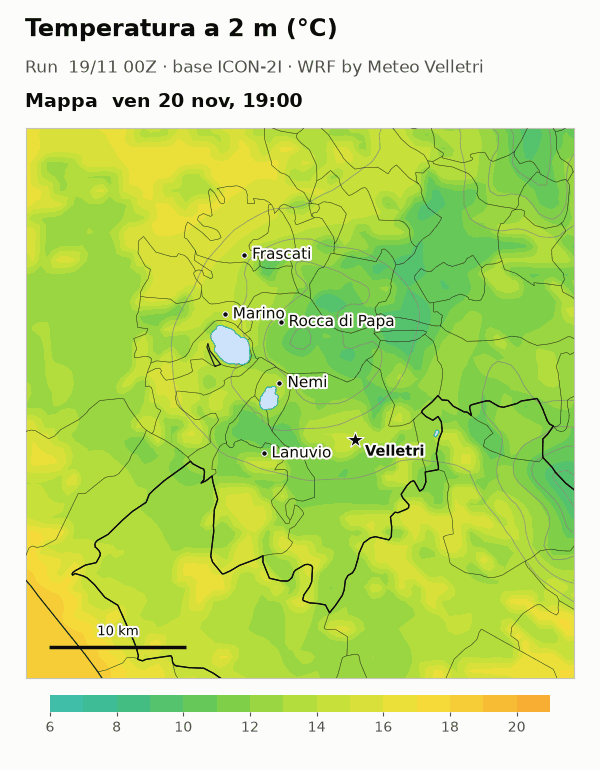 Temperatura a 2 m (°C)
Run  19/11 00Z · base ICON-2I · WRF by Meteo Velletri
Mappa  ven 20 nov, 19:00
Frascati
Marino
Rocca di Papa
Nemi
Velletri
Lanuvio
10 km
6 8 10 12 14 16 18 20